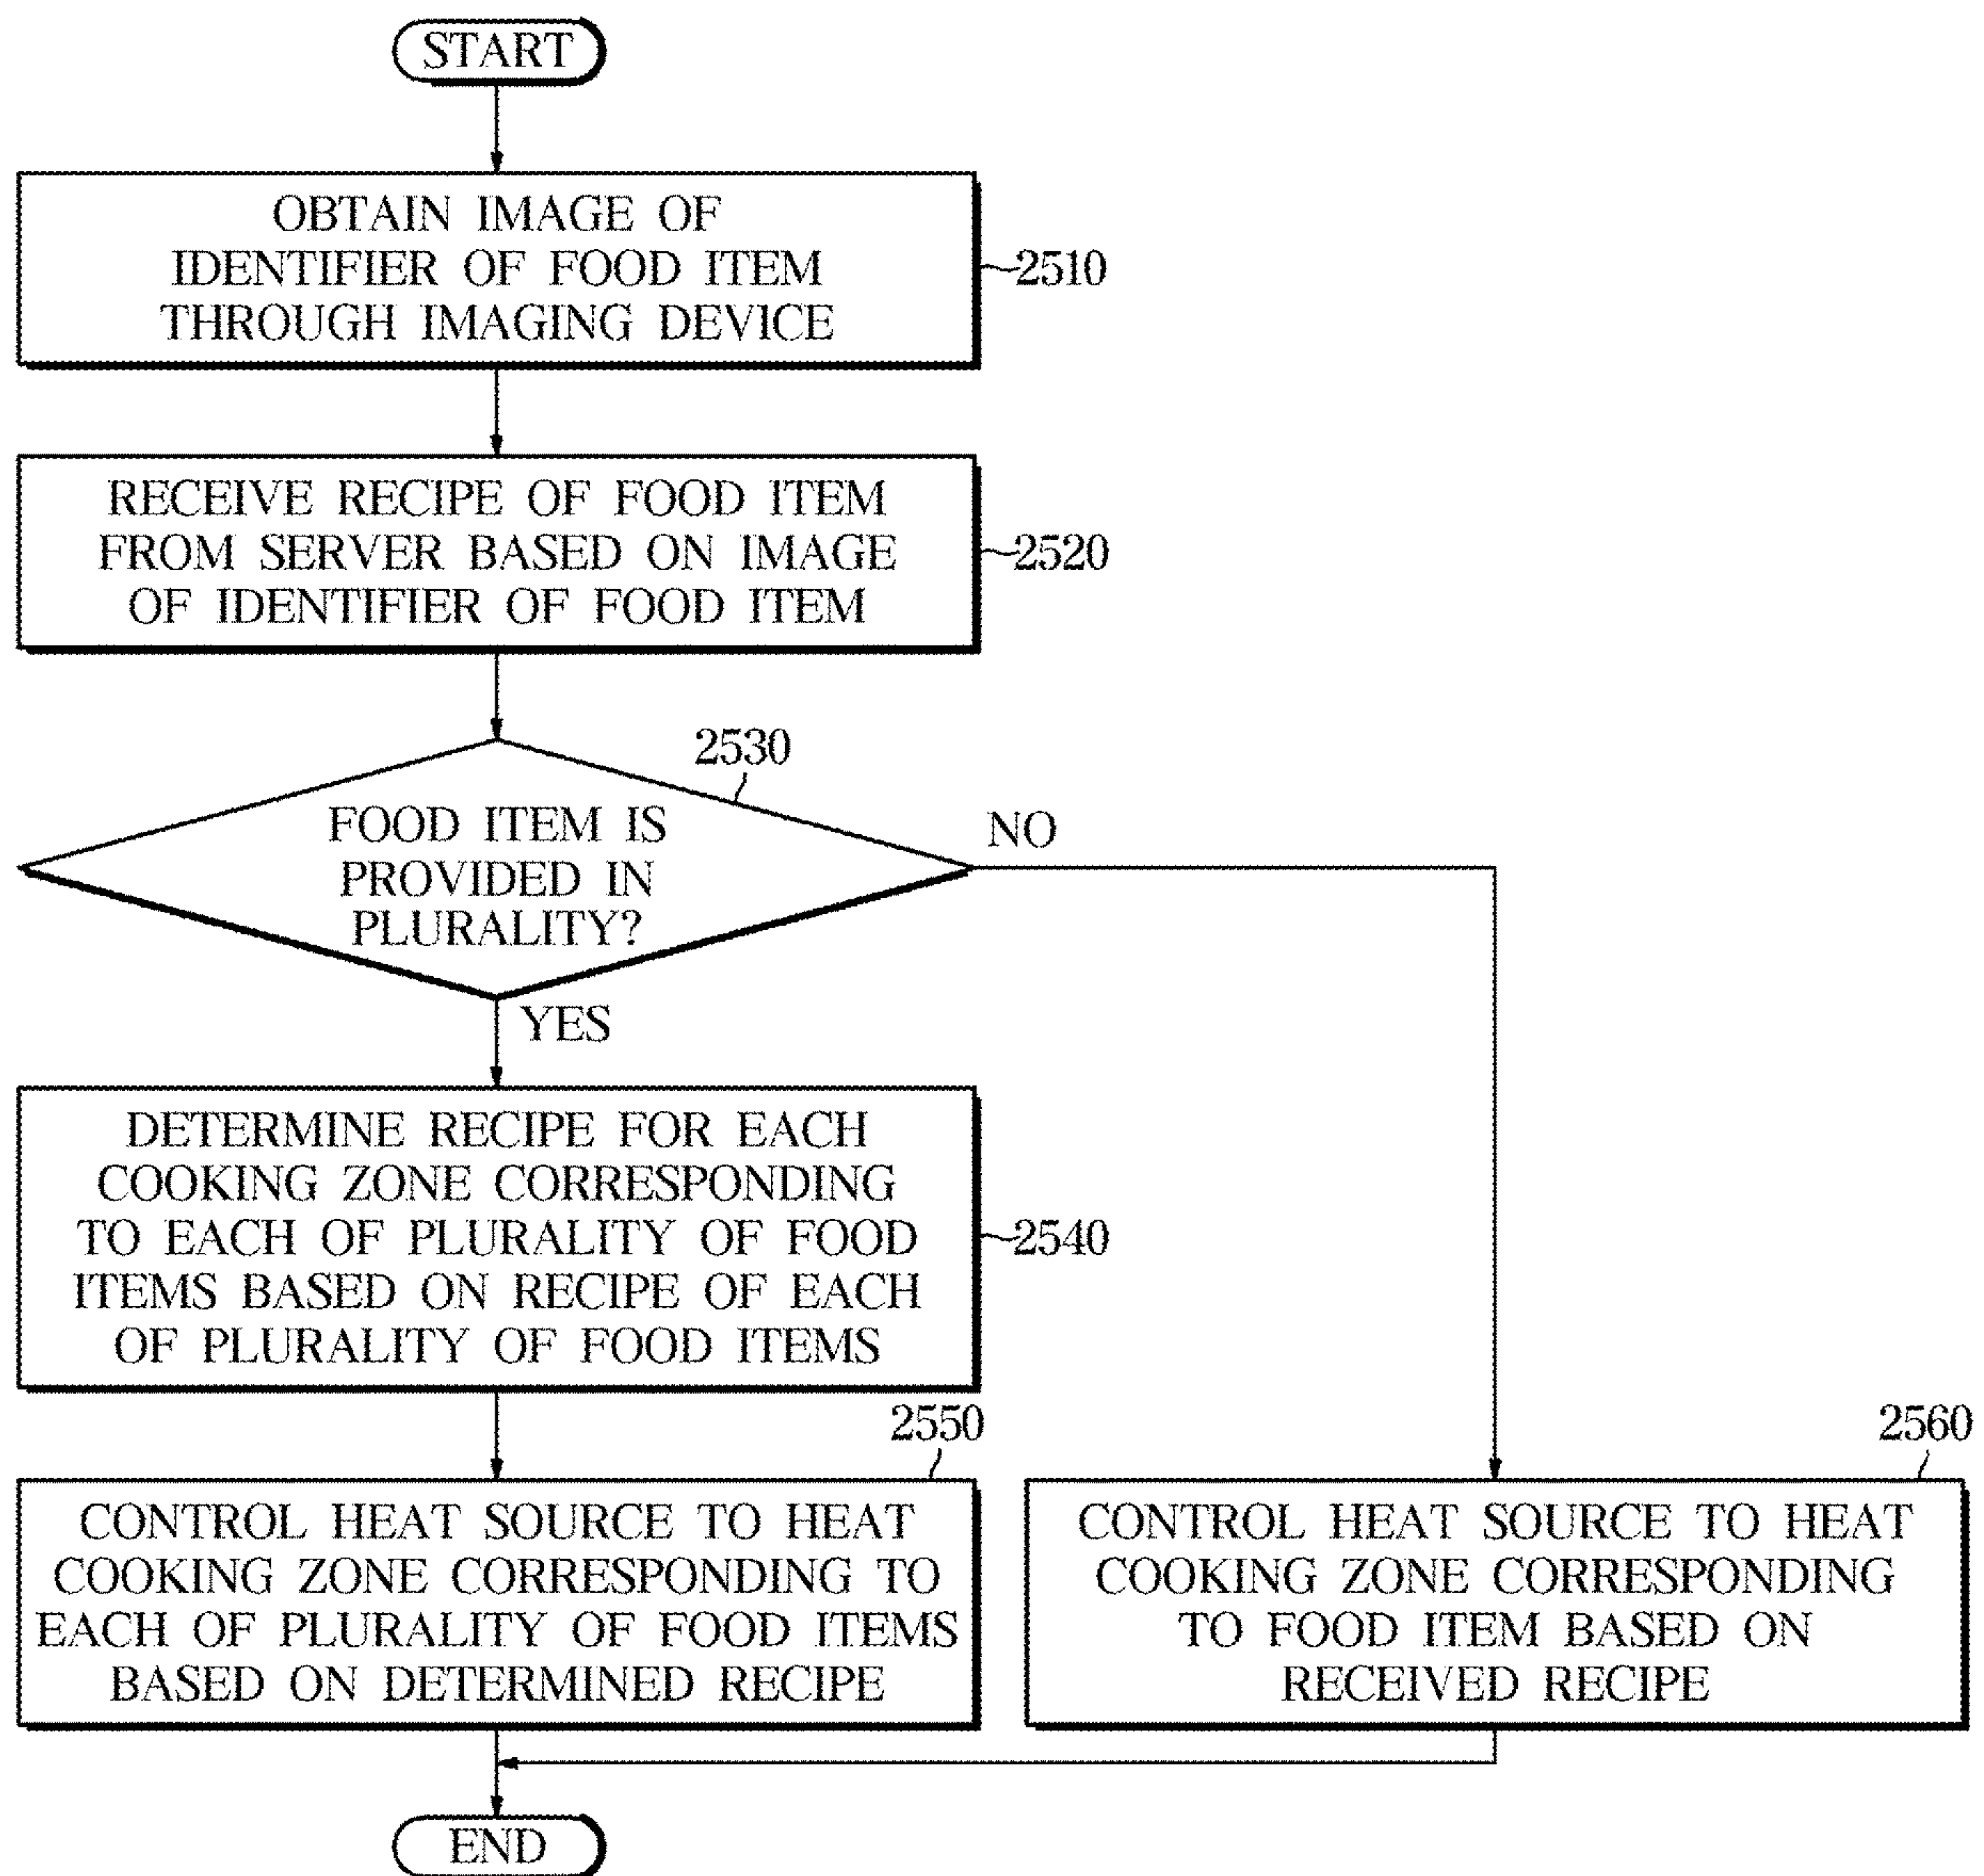 START
OBTAIN IMAGE OF
IDENTIFIER OF FOOD ITEM
THROUGH IMAGING DEVICE
2510
RECEIVE RECIPE OF FOOD ITEM
FROM SERVER BASED ON IMAGE
OF IDENTIFIER OF FOOD ITEM
2520
2530
FOOD ITEM IS
PROVIDED IN
PLURALITY?
NO
YES
DETERMINE RECIPE FOR EACH
COOKING ZONE CORRESPONDING
TO EACH OF PLURALITY OF FOOD
ITEMS BASED ON RECIPE OF EACH
OF PLURALITY OF FOOD ITEMS
2540
2550
CONTROL HEAT SOURCE TO HEAT
COOKING ZONE CORRESPONDING TO
EACH OF PLURALITY OF FOOD ITEMS
BASED ON DETERMINED RECIPE
2560
CONTROL HEAT SOURCE TO HEAT
COOKING ZONE CORRESPONDING
TO FOOD ITEM BASED ON
RECEIVED RECIPE
END